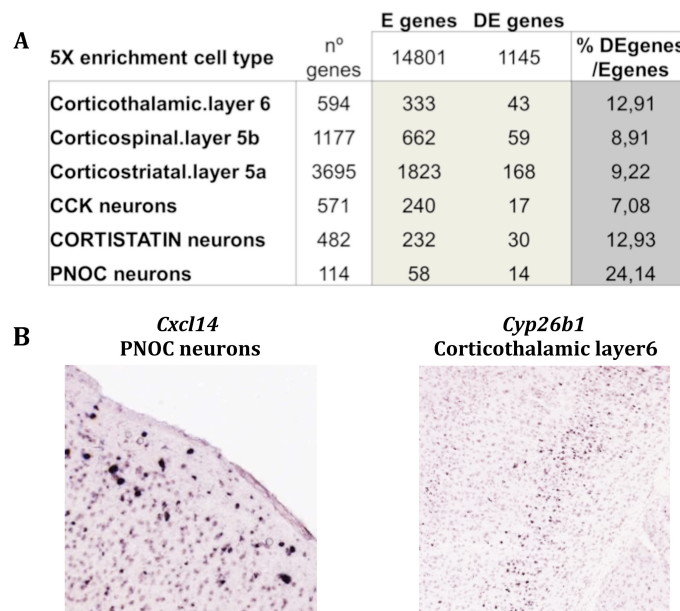 A
E genes DE genes
5X enrichment cell type nº genes 14801 1145 % DEgenes /Egenes
Corticothalamic.layer 6 594 333 43 12,91
Corticospinal.layer 5b 1177 662 59 8,91
Corticostriatal.layer 5a 3695 1823 168 9,22
CCK neurons 571 240 17 7,08
CORTISTATIN neurons 482 232 30 12,93
PNOC neurons 114 58 14 24,14
B
Cxcl14
PNOC neurons
Cyp26b1
Corticothalamic layer6